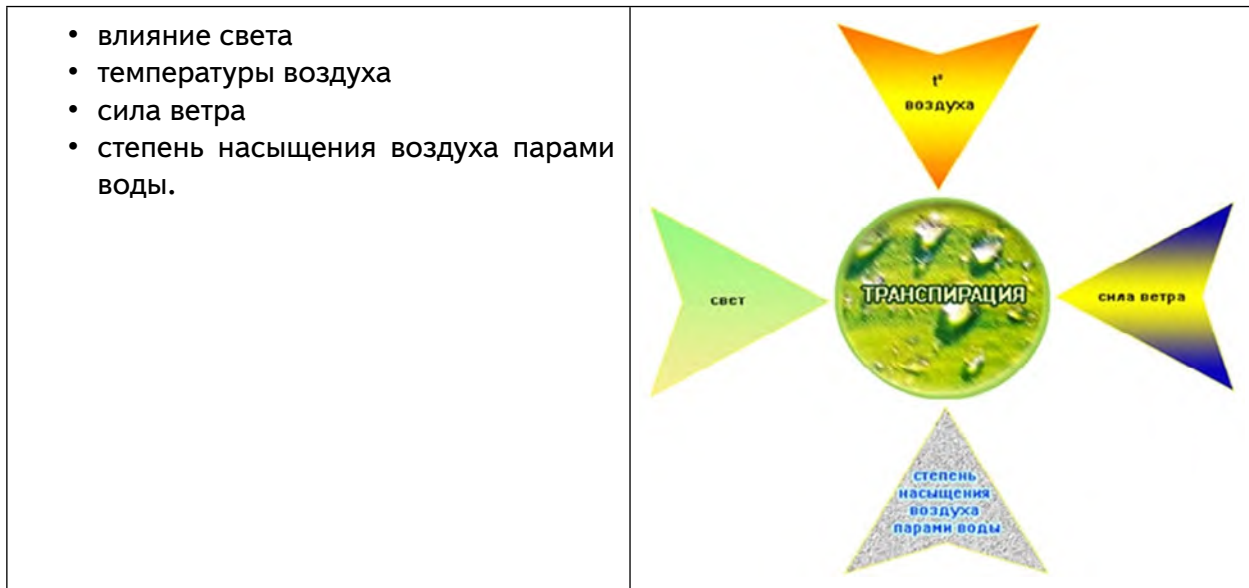 • влияние света
• температуры воздуха
• сила ветра
• степень насыщения воздуха парами
воды.
t°
воздуха
свет
ТРАНСПИРАЦИЯ
сила ветра
степень
насыщения
воздуха
парами воды